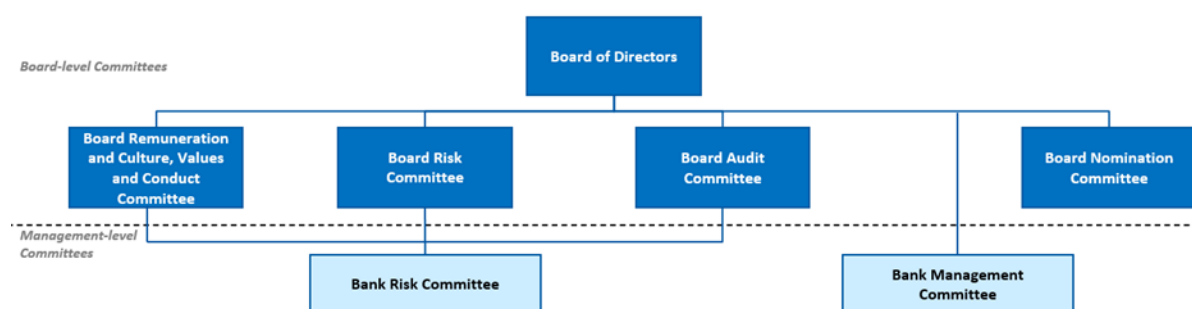 Board of Directors
Board-level Committees
Board Remuneration
and Culture, Values
and Conduct
Committee
Board Risk
Committee
Board Audit
Committee
Board Nomination
Committee
Management-level
Committees
Bank Risk Committee
Bank Management
Committee